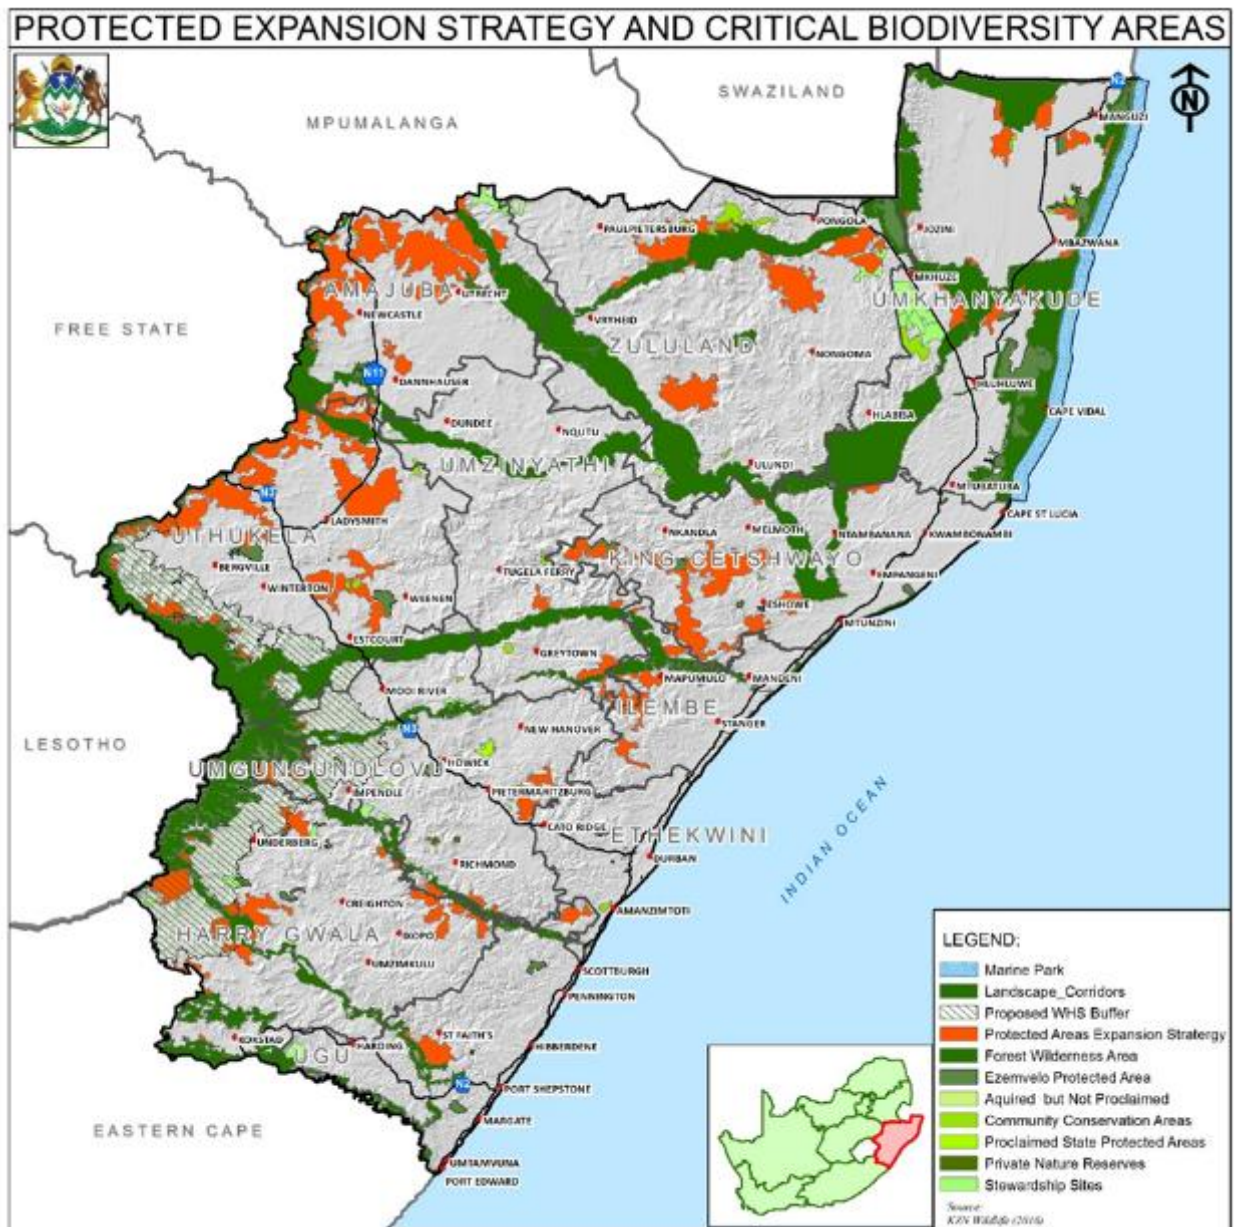 PROTECTED EXPANSION STRATEGY AND CRITICAL BIODIVERSITY AREAS
SWAZILAND
MPUMALANGA
N
N2
MANGUZI
PAULPIETERSBURG
PONGOLA
JOZINI
MBAZWANA
AMAJUBA
UTRECHT
MKHUZE
UMKHANYAKUDE
FREE STATE
NEWCASTLE
VRYHEID
ZULULAND
NONGOMA
N11
DANNHAUSER
HLUHLUWE
DUNDEE
NQUTU
HLABISA
CAPE VIDAL
UMZINYATHI
ULUNDI
MTUBATUBA
LADYSMITH
CAPE ST LUCIA
UTHUKELA
NKANDLA
MELMOTH
NTAMBANANA
KWAMBONAMBI
BERGVILLE
TUGELA FERRY
KING CETSHWAYO
EMPANGENI
WINTERTON
WEENEN
ESHOWE
MTUNZINI
ESTCOURT
GREYTOWN
MOOI RIVER
MAPUMULO
MANDENI
ILEMBE
LESOTHO
N3
NEW HANOVER
STANGER
UMGUNGUNDLOVU
HOWICK
IMPENDLE
PIETERMARITZBURG
CATO RIDGE
ETHEKWINI
INDIAN OCEAN
UNDERBERG
DURBAN
RICHMOND
CREIGHTON
AMANZIMTOTI
HARRY GWALA
IXOPO
UMZIMKULU
SCOTTBURGH
PENNINGTON
KOKSTAD
HARDING
ST FAITH'S
HIBBERDENE
UGU
N2
PORT SHEPSTONE
MARGATE
EASTERN CAPE
UMTAMVUNA
PORT EDWARD
LEGEND:
Marine Park
Landscape_Corridors
Proposed WHS Buffer
Protected Areas Expansion Stratergy
Forest Wilderness Area
Ezemvelo Protected Area
Aquired but Not Proclaimed
Community Conservation Areas
Proclaimed State Protected Areas
Private Nature Reserves
Stewardship Sites
Source:
KZN Wildlife (2016)